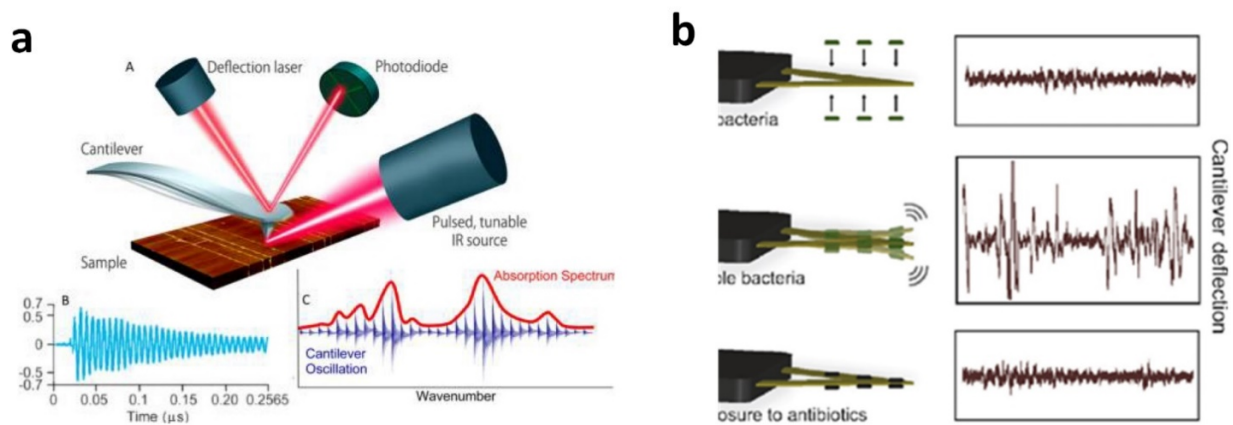 a
A
Deflection laser
Photodiode
Cantilever
Pulsed, tunable
IR source
Sample
B
0.7
0.5
0
-0.5
-0.7
0 0.05 0.1 0.15 0.2 0.2565
Time (µs)
C
Absorption Spectrum
Cantilever
Oscillation
Wavenumber
b
bacteria
ble bacteria
osure to antibiotics
Cantilever deflection